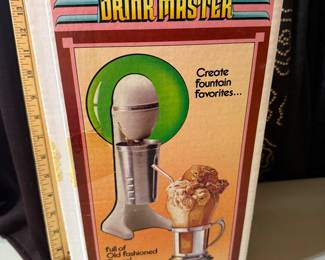 DRINK MASTER
Create
fountain
favorites...
Full of
Old Fashioned